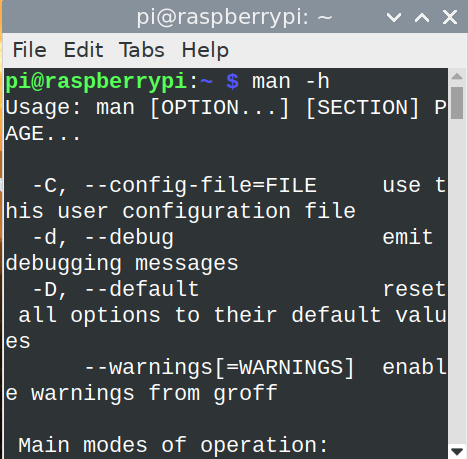 pi@raspberrypi: ~
File Edit Tabs Help
pi@raspberrypi:~ $ man -h
Usage: man [OPTION...] [SECTION] P
AGE...
  -C, --config-file=FILE     use t
his user configuration file
  -d, --debug                emit 
debugging messages
  -D, --default              reset
 all options to their default valu
es
      --warnings[=WARNINGS]  enabl
e warnings from groff
 Main modes of operation: